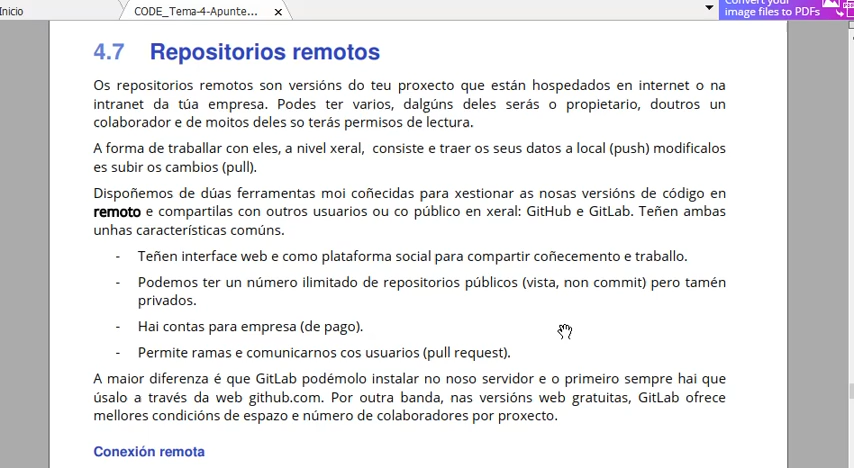 Inicio
CODE_Tema-4-Apunte... ×
Convert your
image files to PDFs
4.7 Repositorios remotos
Os repositorios remotos son versións do teu proxecto que están hospedados en internet o na
intranet da túa empresa. Podes ter varios, dalgúns deles serás o propietario, doutros un
colaborador e de moitos deles so terás permisos de lectura.
A forma de traballar con eles, a nivel xeral, consiste e traer os seus datos a local (push) modificalos
es subir os cambios (pull).
Dispoñemos de dúas ferramentas moi coñecidas para xestionar as nosas versións de código en
remoto e compartilas con outros usuarios ou co público en xeral: GitHub e GitLab. Teñen ambas
unhas características comúns.
- Teñen interface web e como plataforma social para compartir coñecemento e traballo.
- Podemos ter un número ilimitado de repositorios públicos (vista, non commit) pero tamén
privados.
- Hai contas para empresa (de pago).
- Permite ramas e comunicarnos cos usuarios (pull request).
A maior diferenza é que GitLab podémolo instalar no noso servidor e o primeiro sempre hai que
úsalo a través da web github.com. Por outra banda, nas versións web gratuitas, GitLab ofrece
mellores condicións de espazo e número de colaboradores por proxecto.
Conexión remota